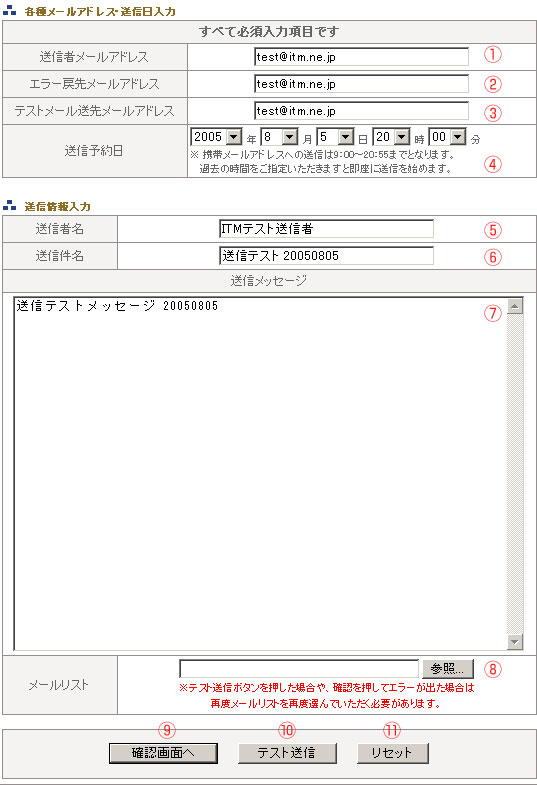 各種メールアドレス・送信日入力
すべて必須入力項目です
送信者メールアドレス test@itm.ne.jp ①
エラー戻先メールアドレス test@itm.ne.jp ②
テストメール送先メールアドレス test@itm.ne.jp ③
送信予約日 2005 年 8 月 5 日 20 時 00 分
※ 携帯メールアドレスへの送信は9:00～20:55までとなります。
過去の時間をご指定いただきますと即座に送信を始めます。 ④
送信情報入力
送信者名 ITMテスト送信者 ⑤
送信件名 送信テスト 20050805 ⑥
送信メッセージ
送信テストメッセージ 20050805 ⑦
メールリスト 参照... ⑧
※テスト送信ボタンを押した場合や、確認を押してエラーが出た場合は
再度メールリストを再度選んでいただく必要があります。
⑨ ⑩ ⑪
確認画面へ テスト送信 リセット